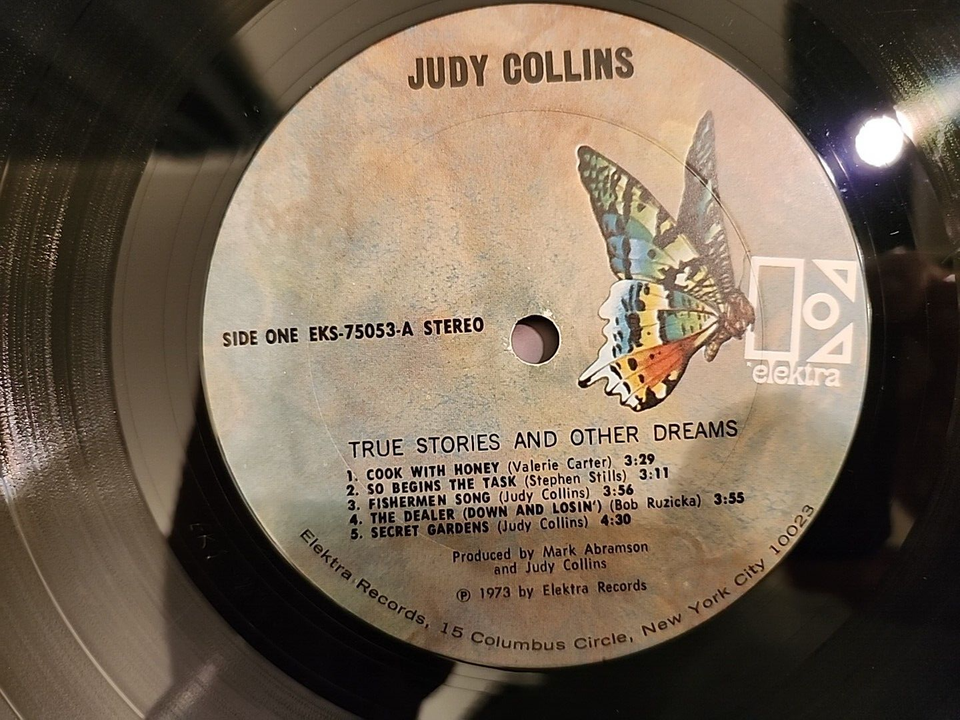 JUDY COLLINS
elektra
SIDE ONE EKS-75053-A STEREO
TRUE STORIES AND OTHER DREAMS
1. COOK WITH HONEY (Valerie Carter) 3:29
2. SO BEGINS THE TASK (Stephen Stills) 3:11
3. FISHERMEN SONG (Judy Collins) 3:56
4. THE DEALER (DOWN AND LOSIN') (Bob Ruzicka) 3:55
5. SECRET GARDENS (Judy Collins) 4:30
Produced by Mark Abramson
and Judy Collins
℗ 1973 by Elektra Records
Elektra Records, 15 Columbus Circle, New York City 10023